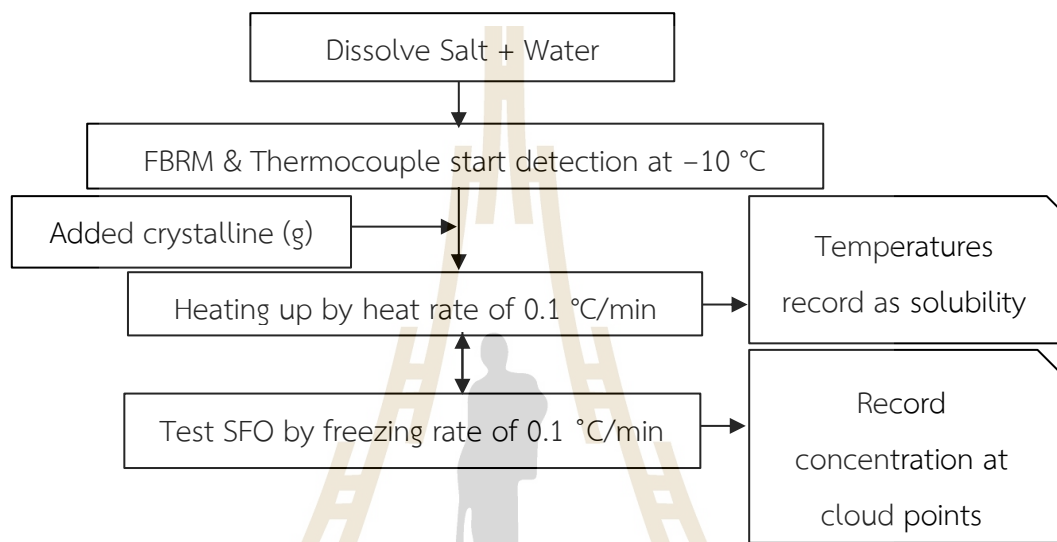 Dissolve Salt + Water
FBRM & Thermocouple start detection at −10 °C
Added crystalline (g)
Heating up by heat rate of 0.1 °C/min
Temperatures
record as solubility
Test SFO by freezing rate of 0.1 °C/min
Record
concentration at
cloud points